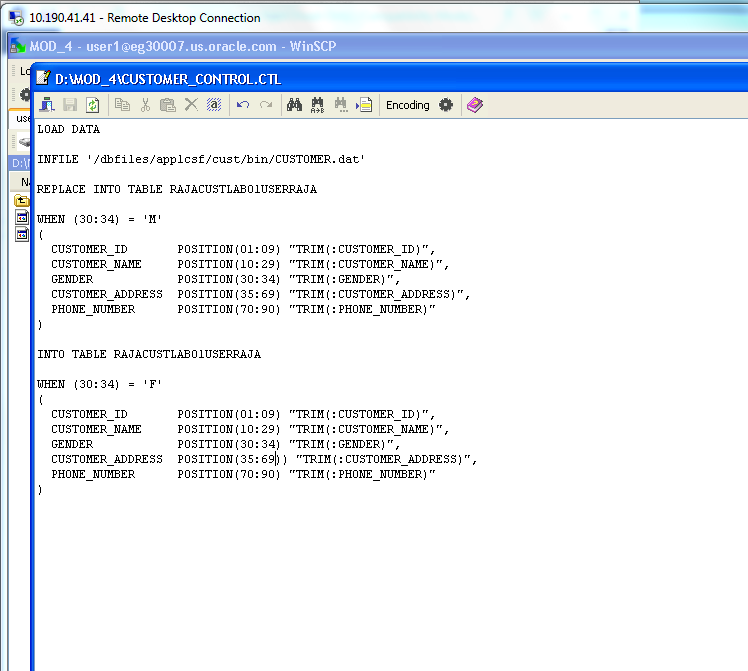 10.190.41.41 - Remote Desktop Connection
MOD_4 - user1@eg30007.us.oracle.com - WinSCP
D:\MOD_4\CUSTOMER_CONTROL.CTL
Encoding
LOAD DATA
INFILE '/dbfiles/applcsf/cust/bin/CUSTOMER.dat'
REPLACE INTO TABLE RAJACUSTLAB01USERRAJA
WHEN (30:34) = 'M'
(
CUSTOMER_ID POSITION(01:09) "TRIM(:CUSTOMER_ID)",
CUSTOMER_NAME POSITION(10:29) "TRIM(:CUSTOMER_NAME)",
GENDER POSITION(30:34) "TRIM(:GENDER)",
CUSTOMER_ADDRESS POSITION(35:69) "TRIM(:CUSTOMER_ADDRESS)",
PHONE_NUMBER POSITION(70:90) "TRIM(:PHONE_NUMBER)"
)
INTO TABLE RAJACUSTLAB01USERRAJA
WHEN (30:34) = 'F'
(
CUSTOMER_ID POSITION(01:09) "TRIM(:CUSTOMER_ID)",
CUSTOMER_NAME POSITION(10:29) "TRIM(:CUSTOMER_NAME)",
GENDER POSITION(30:34) "TRIM(:GENDER)",
CUSTOMER_ADDRESS POSITION(35:69)) "TRIM(:CUSTOMER_ADDRESS)",
PHONE_NUMBER POSITION(70:90) "TRIM(:PHONE_NUMBER)"
)